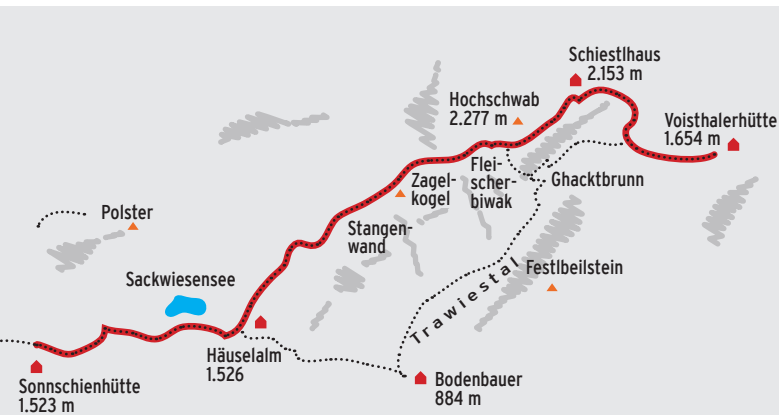 Schiestlhaus
2.153 m
Hochschwab
2.277 m
Voisthalerhütte
1.654 m
Flei-
scher-
biwak
Ghacktbrunn
Zagel-
kogel
Polster
Stangen-
wand
Festlbeilstein
Sackwiesensee
Trawiestal
Häuselalm
1.526
Bodenbauer
884 m
Sonnschienhütte
1.523 m